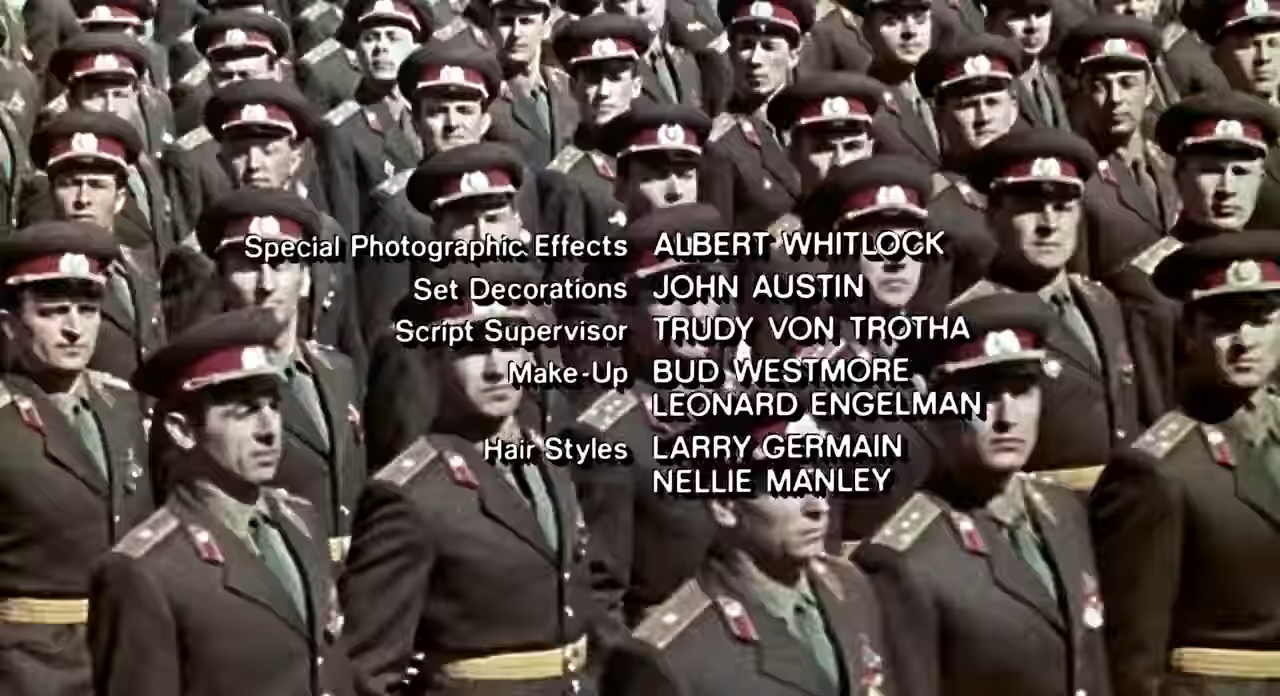 Special Photographic Effects ALBERT WHITLOCK
Set Decorations JOHN AUSTIN
Script Supervisor TRUDY VON TROTHA
Make-Up BUD WESTMORE
LEONARD ENGELMAN
Hair Styles LARRY GERMAIN
NELLIE MANLEY